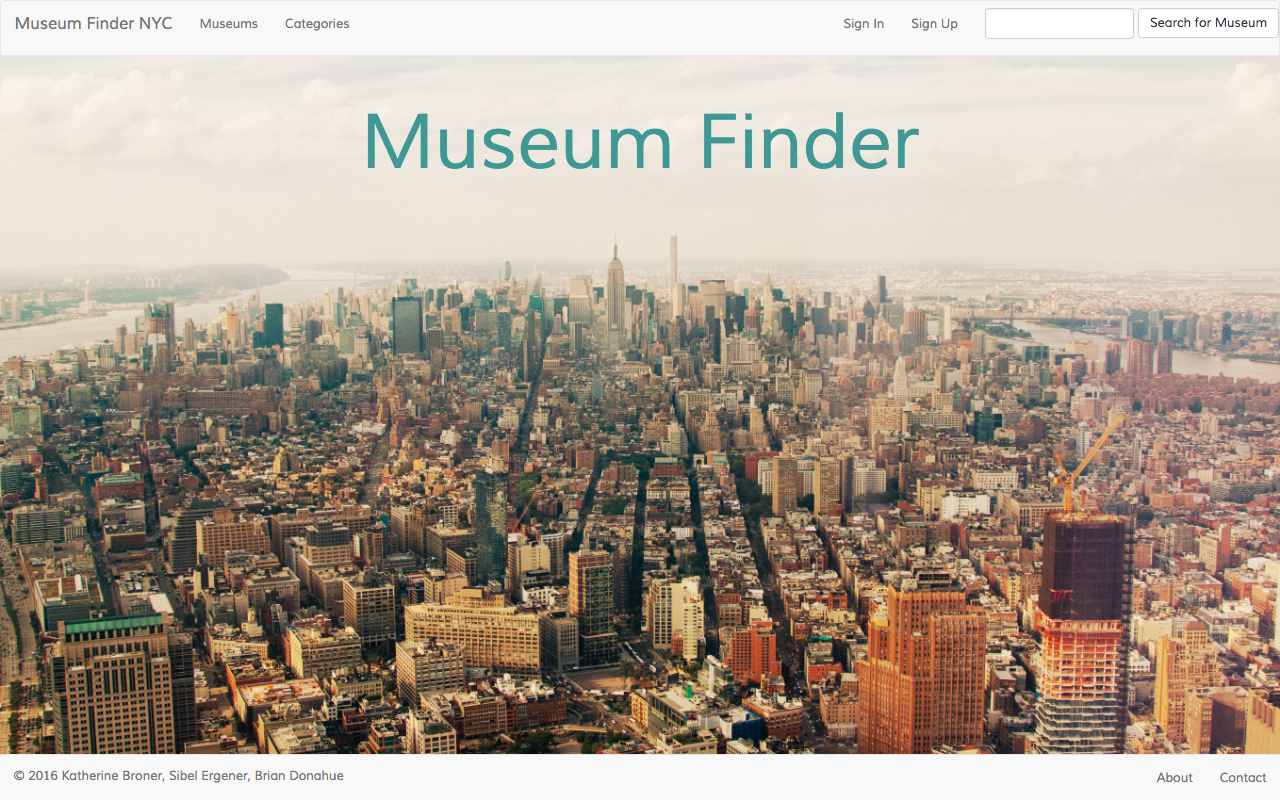 Museum Finder NYC Museums Categories Sign In Sign Up Search for Museum
Museum Finder
© 2016 Katherine Broner, Sibel Ergener, Brian Donahue About Contact